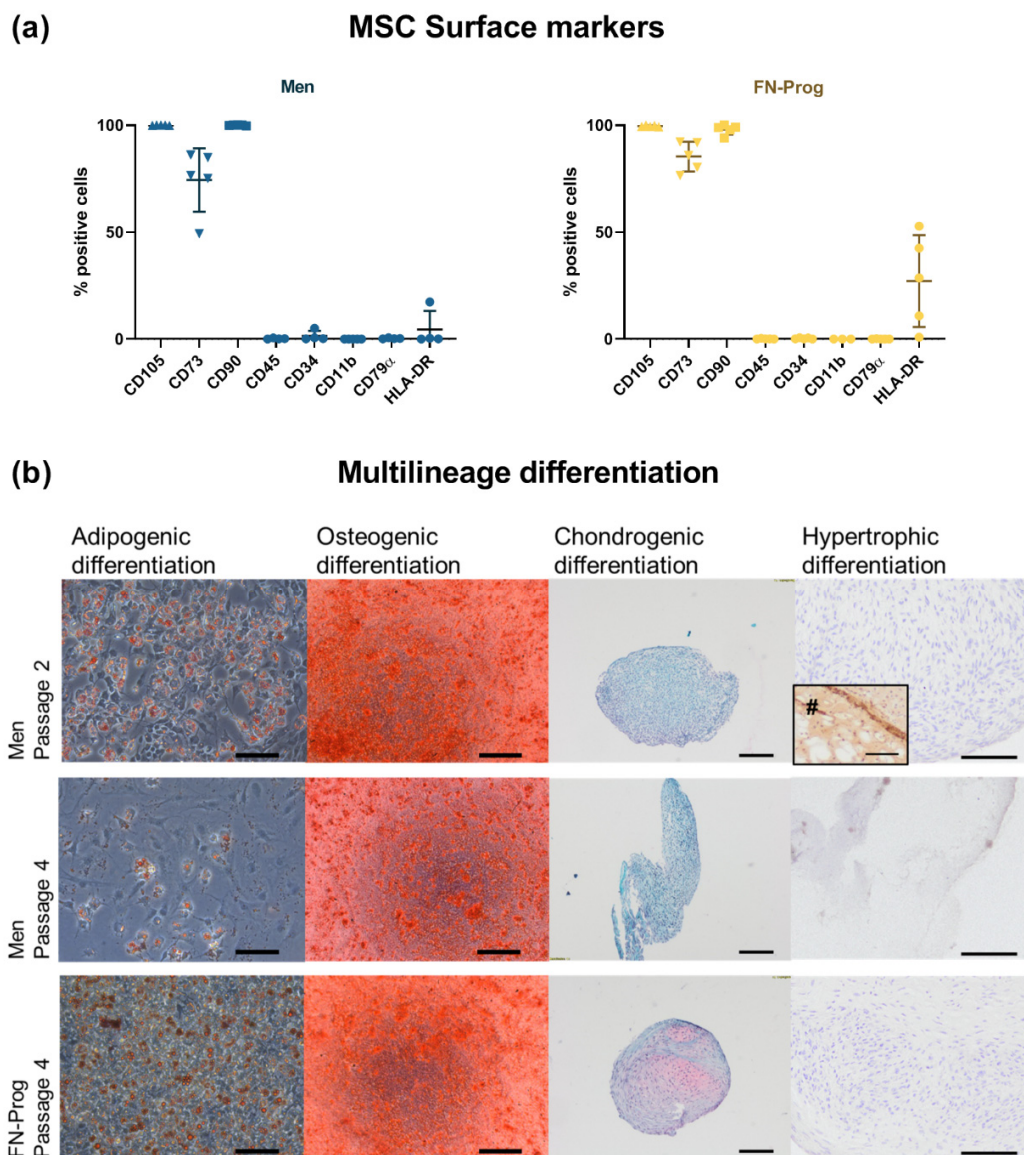 (a)
MSC Surface markers
Men
% positive cells
100
50
0
CD105
CD73
CD90
CD45
CD34
CD11b
CD79α
HLA-DR
FN-Prog
% positive cells
100
50
0
CD105
CD73
CD90
CD45
CD34
CD11b
CD79α
HLA-DR
(b)
Multilineage differentiation
Adipogenic
differentiation
Osteogenic
differentiation
Chondrogenic
differentiation
Hypertrophic
differentiation
Men
Passage 2
#
Men
Passage 4
FN-Prog
Passage 4